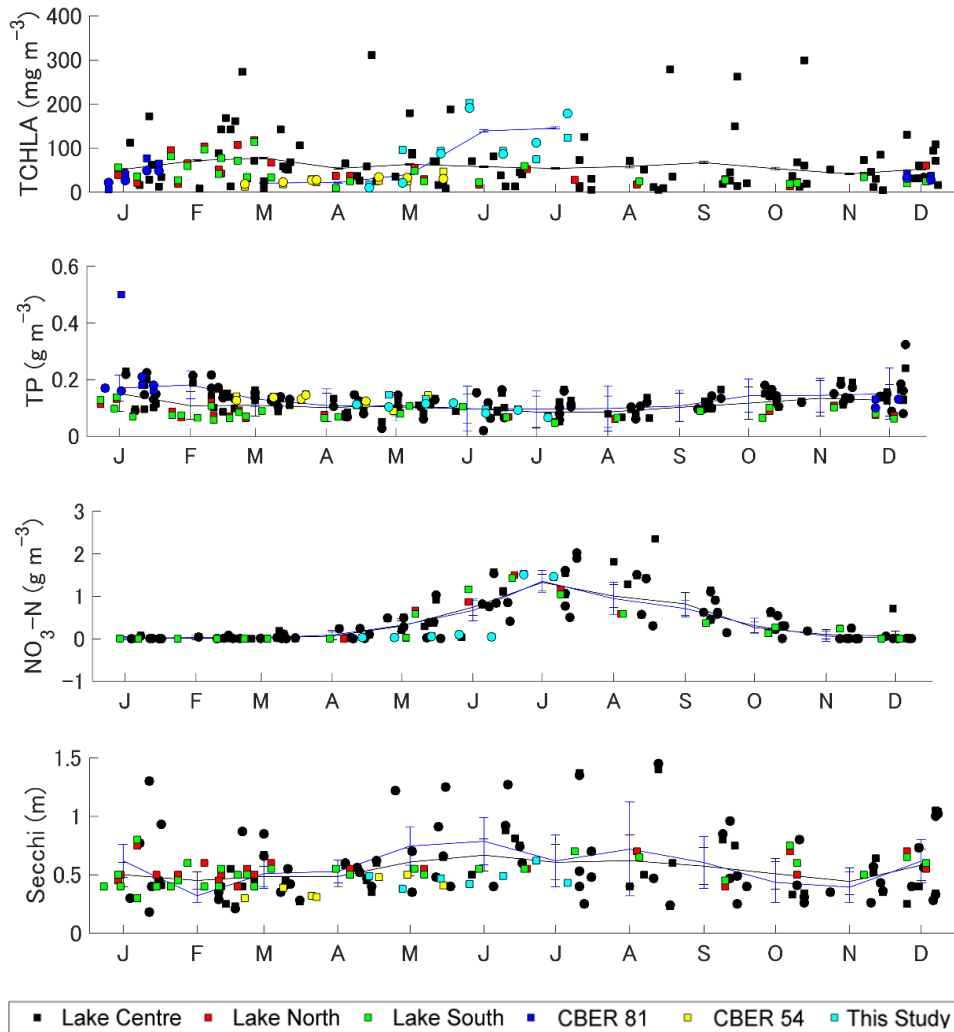 TCHLA (mg m−3)
400
300
200
100
0
J F M A M J J A S O N D
TP (g m−3)
0.6
0.4
0.2
0
J F M A M J J A S O N D
NO3−N (g m−3)
3
2
1
0
−1
J F M A M J J A S O N D
Secchi (m)
1.5
1
0.5
0
J F M A M J J A S O N D
Lake Centre Lake North Lake South CBER 81 CBER 54 This Study